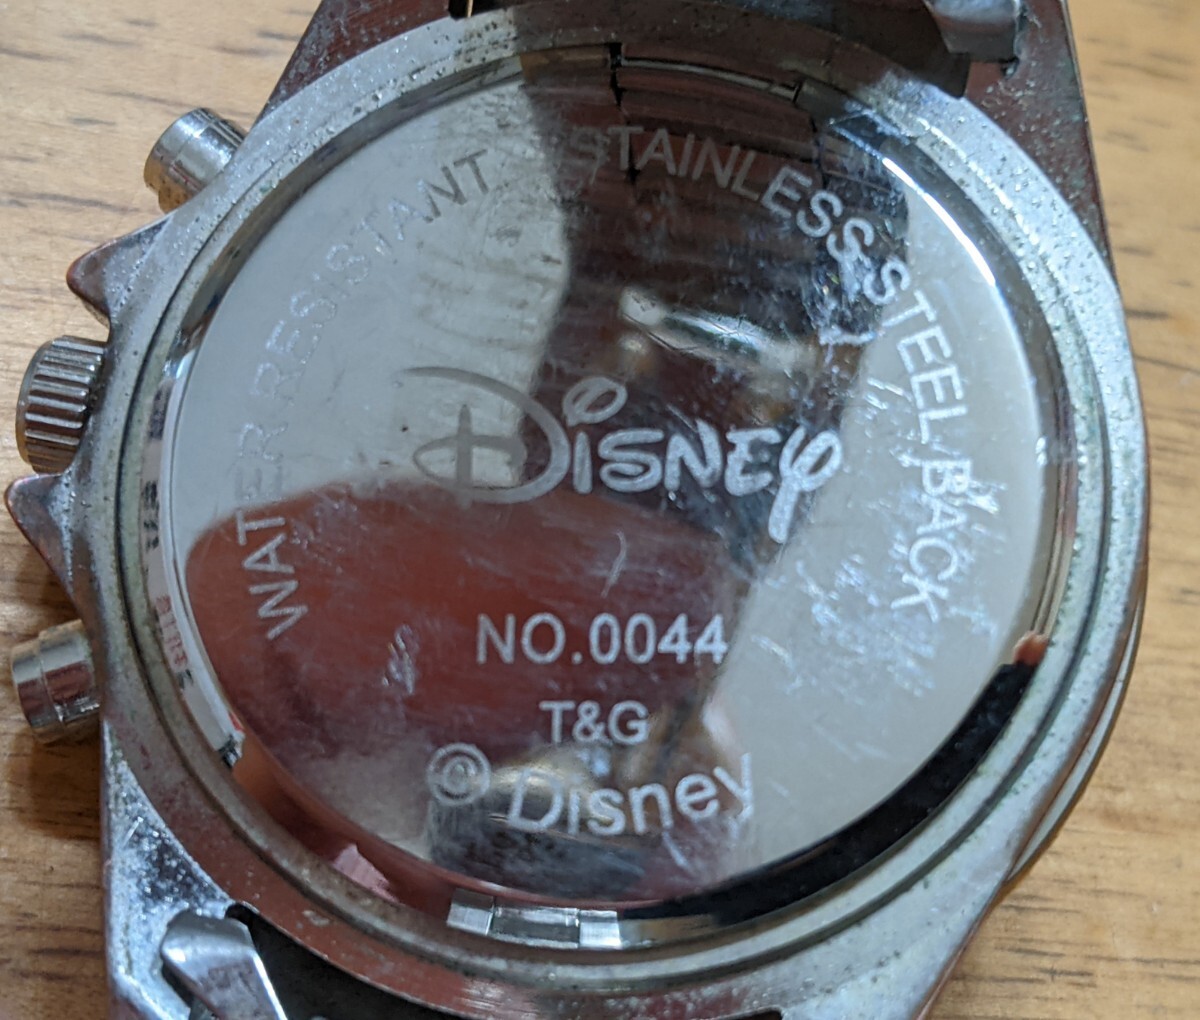 WATER RESISTANT
STAINLESS STEEL BACK
Disney
NO.0044
T&G
© Disney